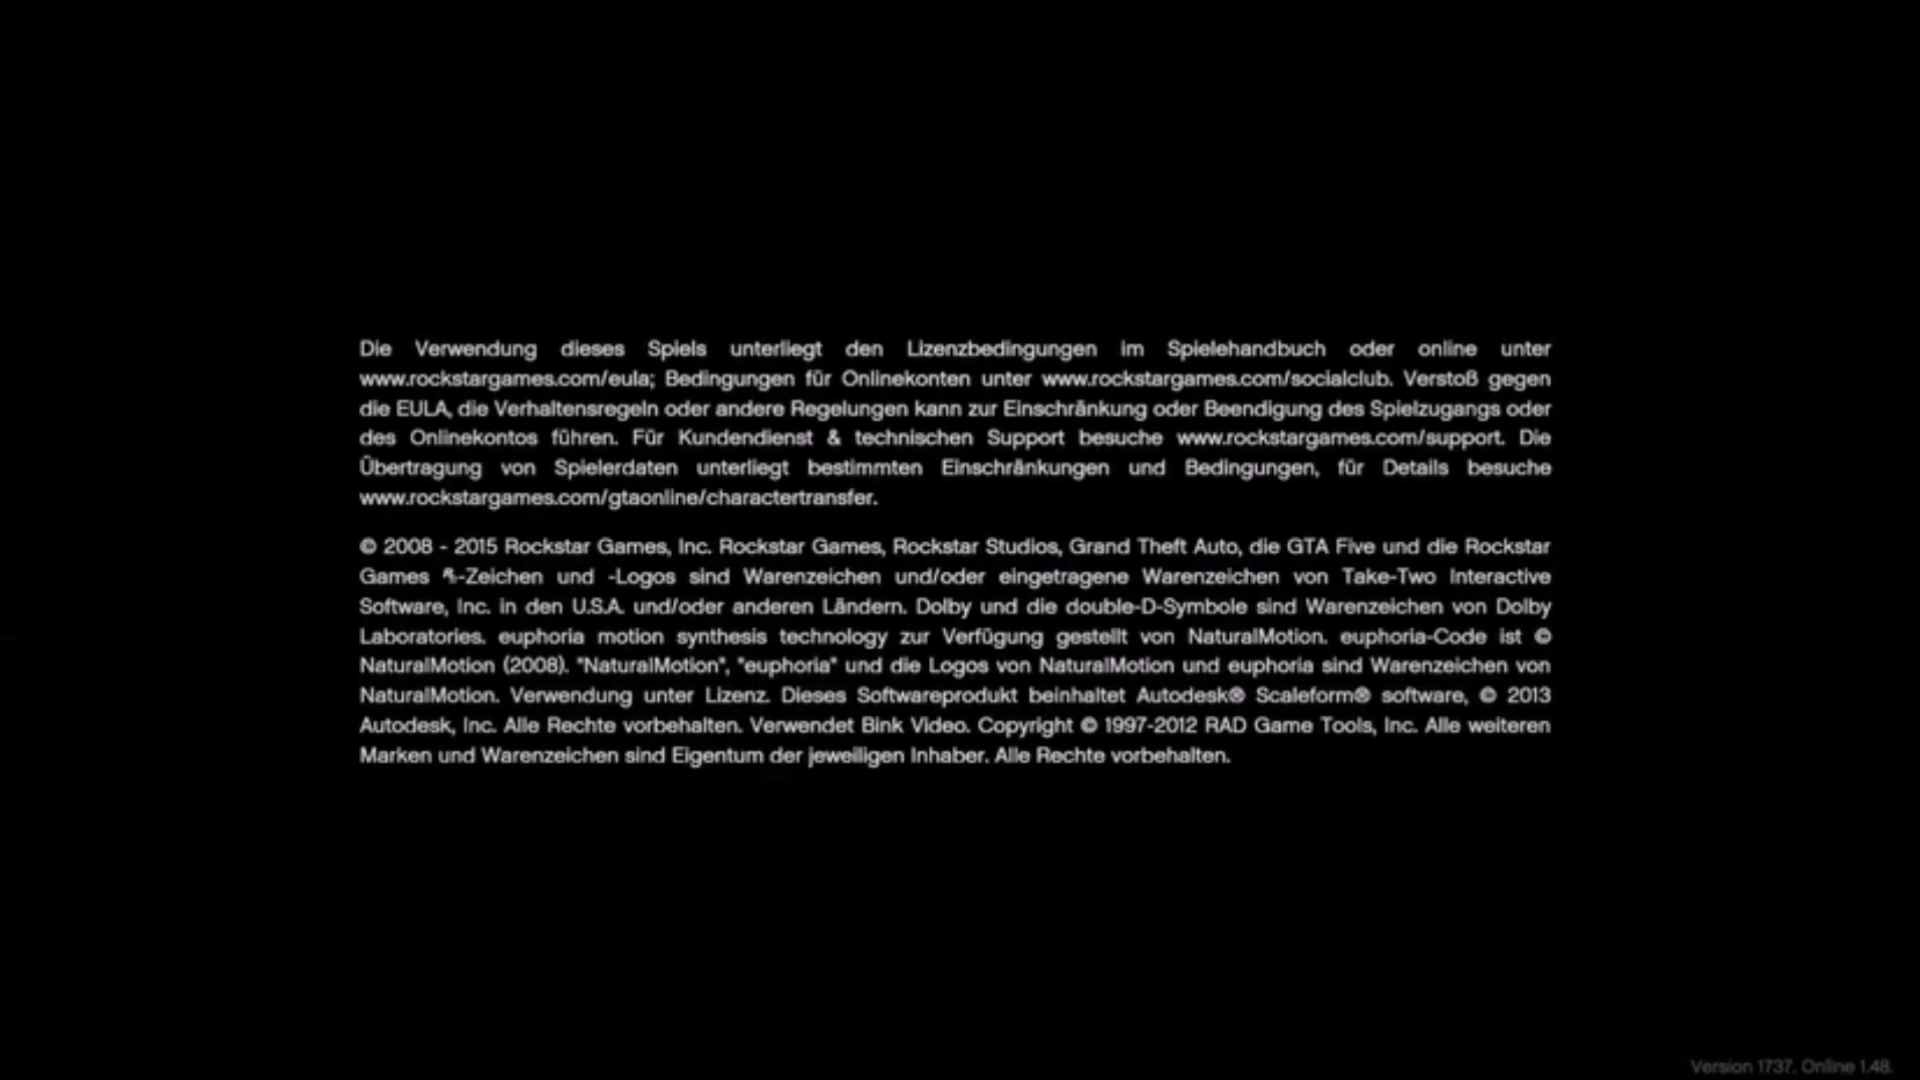 Die Verwendung dieses Spiels unterliegt den Lizenzbedingungen im Spielehandbuch oder online unter
www.rockstargames.com/eula; Bedingungen für Onlinekonten unter www.rockstargames.com/socialclub. Verstoß gegen
die EULA, die Verhaltensregeln oder andere Regelungen kann zur Einschränkung oder Beendigung des Spielzugangs oder
des Onlinekontos führen. Für Kundendienst & technischen Support besuche www.rockstargames.com/support. Die
Übertragung von Spielerdaten unterliegt bestimmten Einschränkungen und Bedingungen, für Details besuche
www.rockstargames.com/gtaonline/charactertransfer.
© 2008 - 2015 Rockstar Games, Inc. Rockstar Games, Rockstar Studios, Grand Theft Auto, die GTA Five und die Rockstar
Games R*-Zeichen und -Logos sind Warenzeichen und/oder eingetragene Warenzeichen von Take-Two Interactive
Software, Inc. in den U.S.A. und/oder anderen Ländern. Dolby und die double-D-Symbole sind Warenzeichen von Dolby
Laboratories. euphoria motion synthesis technology zur Verfügung gestellt von NaturalMotion. euphoria-Code ist ©
NaturalMotion (2008). "NaturalMotion", "euphoria" und die Logos von NaturalMotion und euphoria sind Warenzeichen von
NaturalMotion. Verwendung unter Lizenz. Dieses Softwareprodukt beinhaltet Autodesk® Scaleform® software, © 2013
Autodesk, Inc. Alle Rechte vorbehalten. Verwendet Bink Video. Copyright © 1997-2012 RAD Game Tools, Inc. Alle weiteren
Marken und Warenzeichen sind Eigentum der jeweiligen Inhaber. Alle Rechte vorbehalten.
Version 1737. Online 1.48.